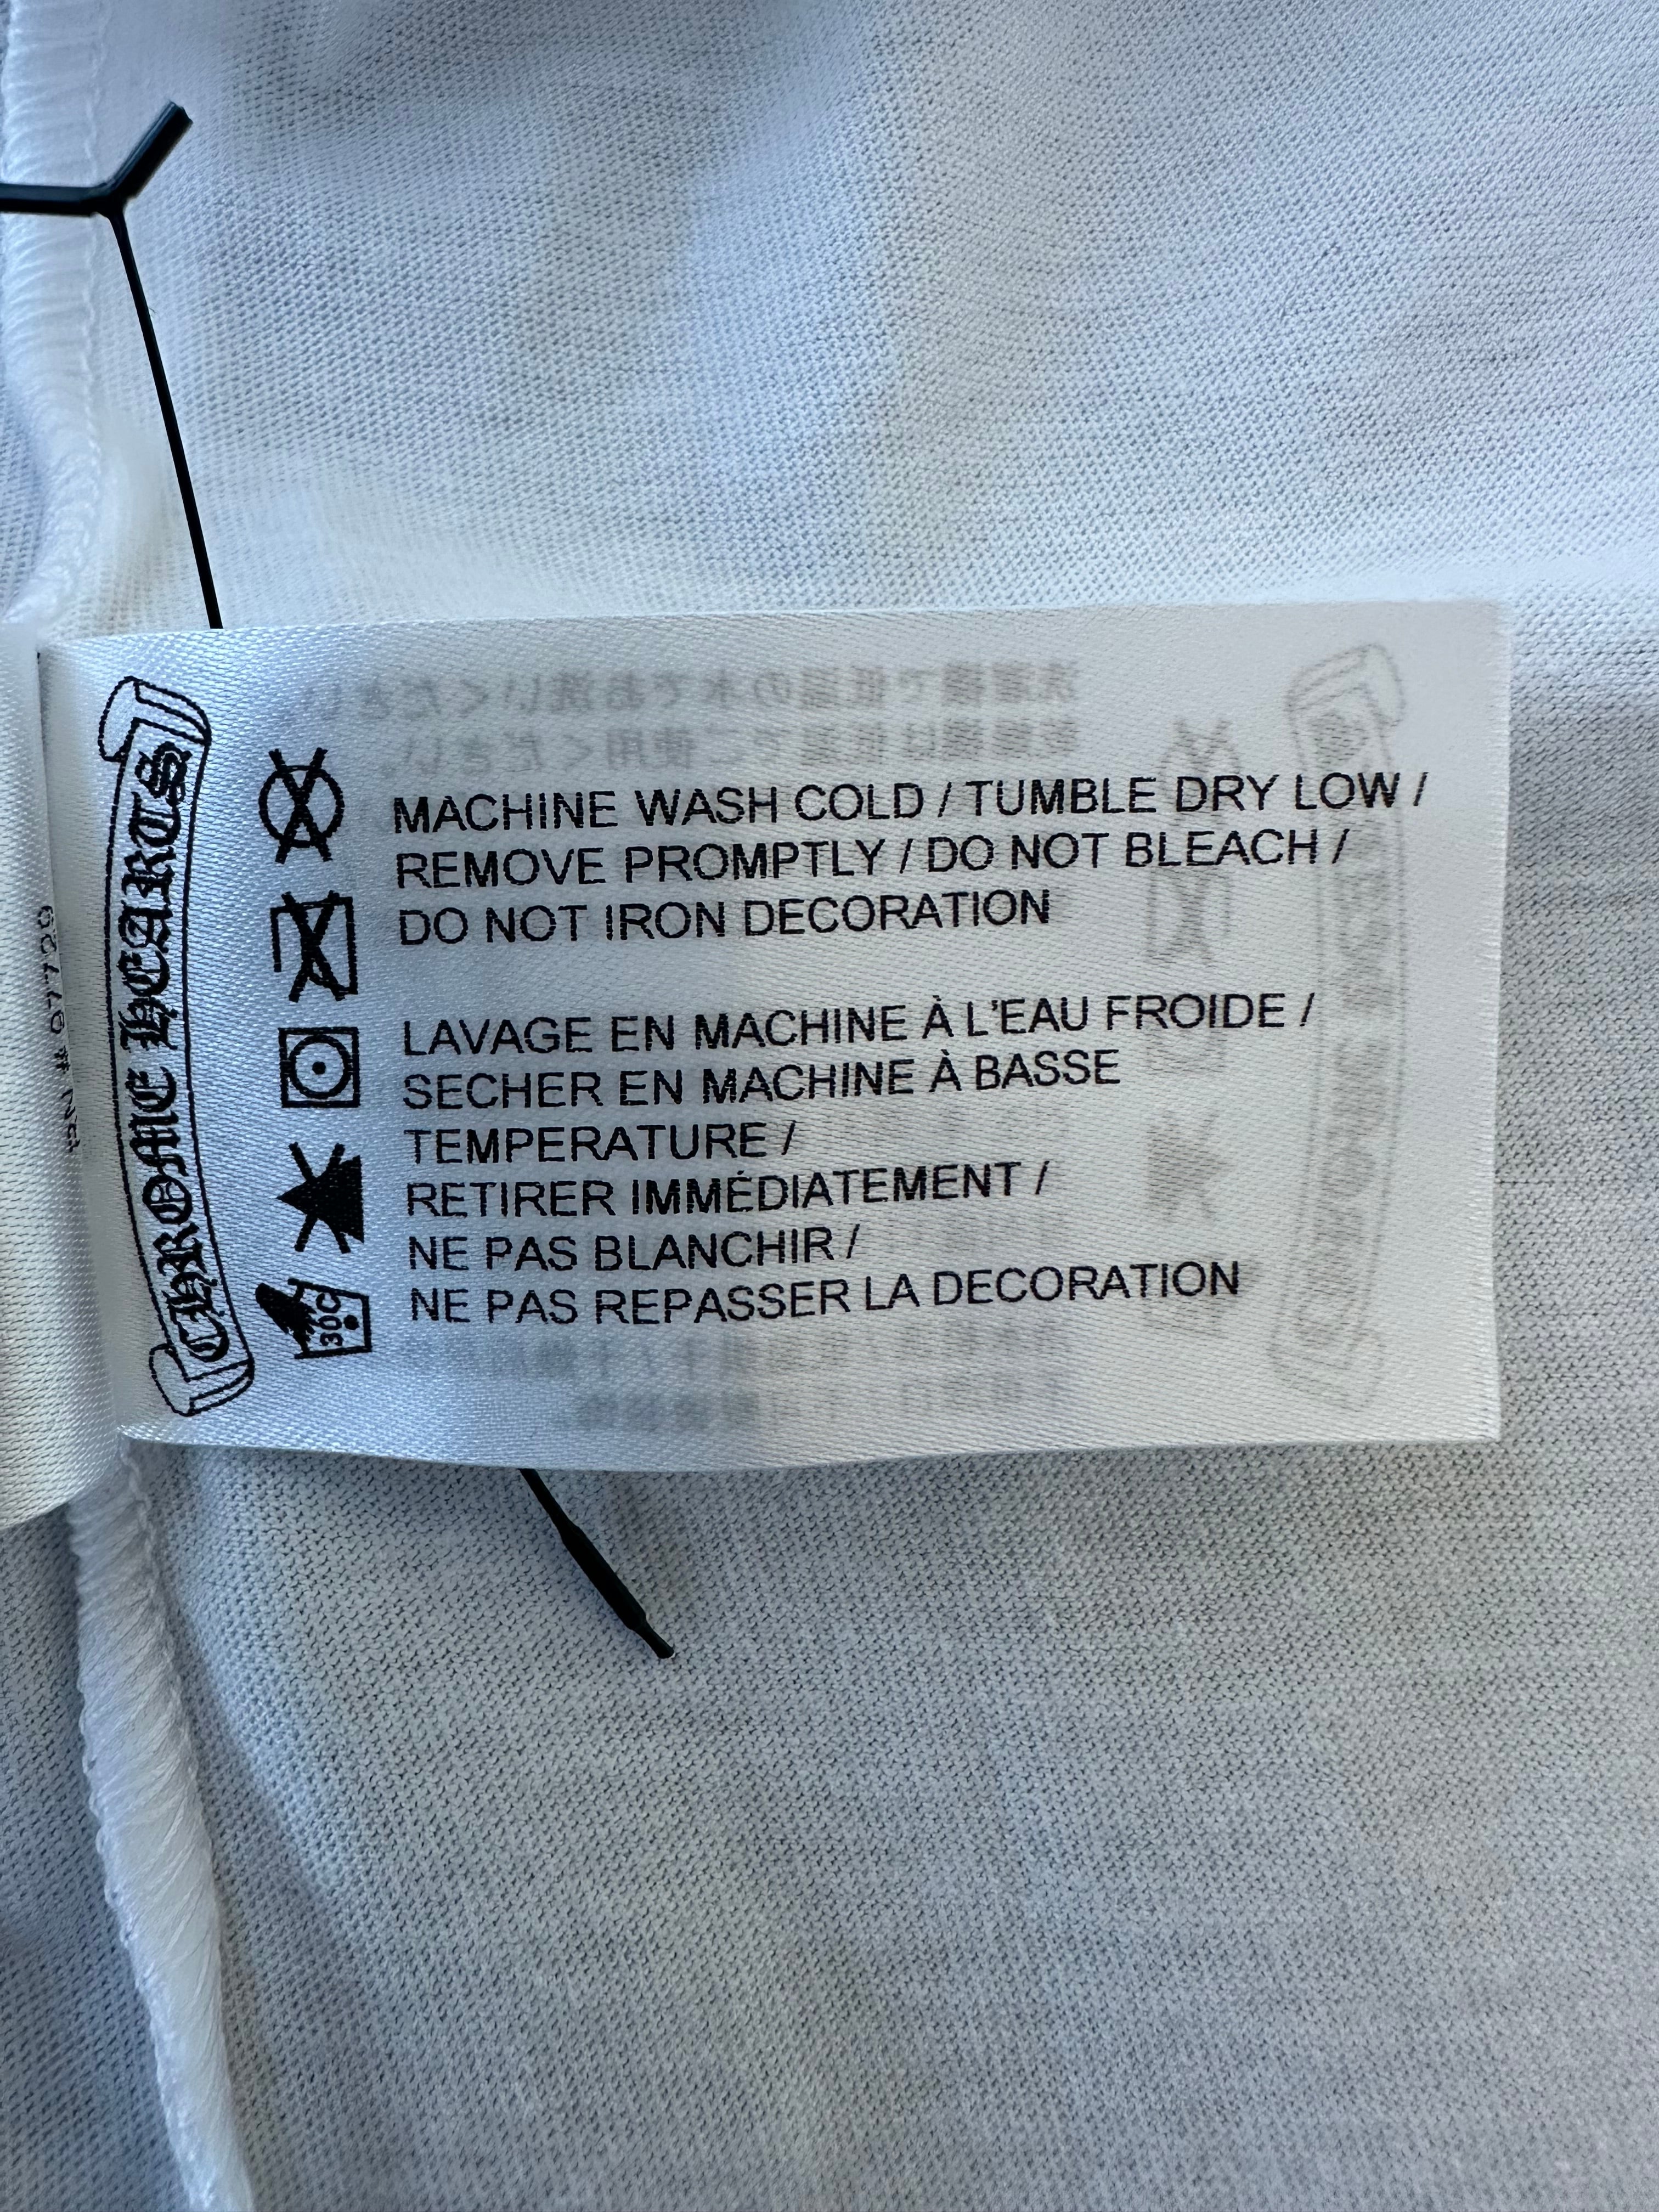 CHROME HEARTS
MACHINE WASH COLD / TUMBLE DRY LOW /
REMOVE PROMPTLY / DO NOT BLEACH /
DO NOT IRON DECORATION
LAVAGE EN MACHINE À L'EAU FROIDE /
SECHER EN MACHINE À BASSE
TEMPERATURE /
RETIRER IMMÉDIATEMENT /
NE PAS BLANCHIR /
NE PAS REPASSER LA DECORATION
30C
RN # 97729